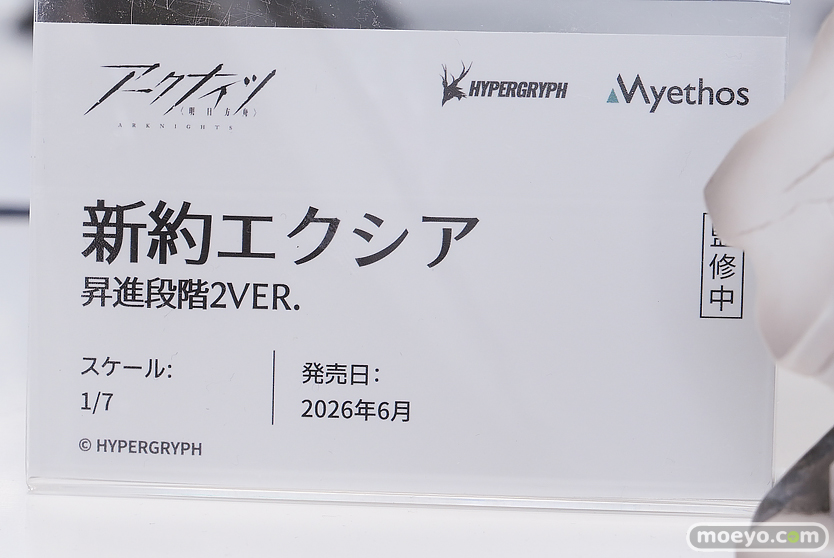 アークナイツ
〈明日方舟〉
ARKNIGHTS
HYPERGRYPH
Myethos
新約エクシア
昇進段階2VER.
監修中
スケール:
1/7
発売日:
2026年6月
© HYPERGRYPH
moeyo.com